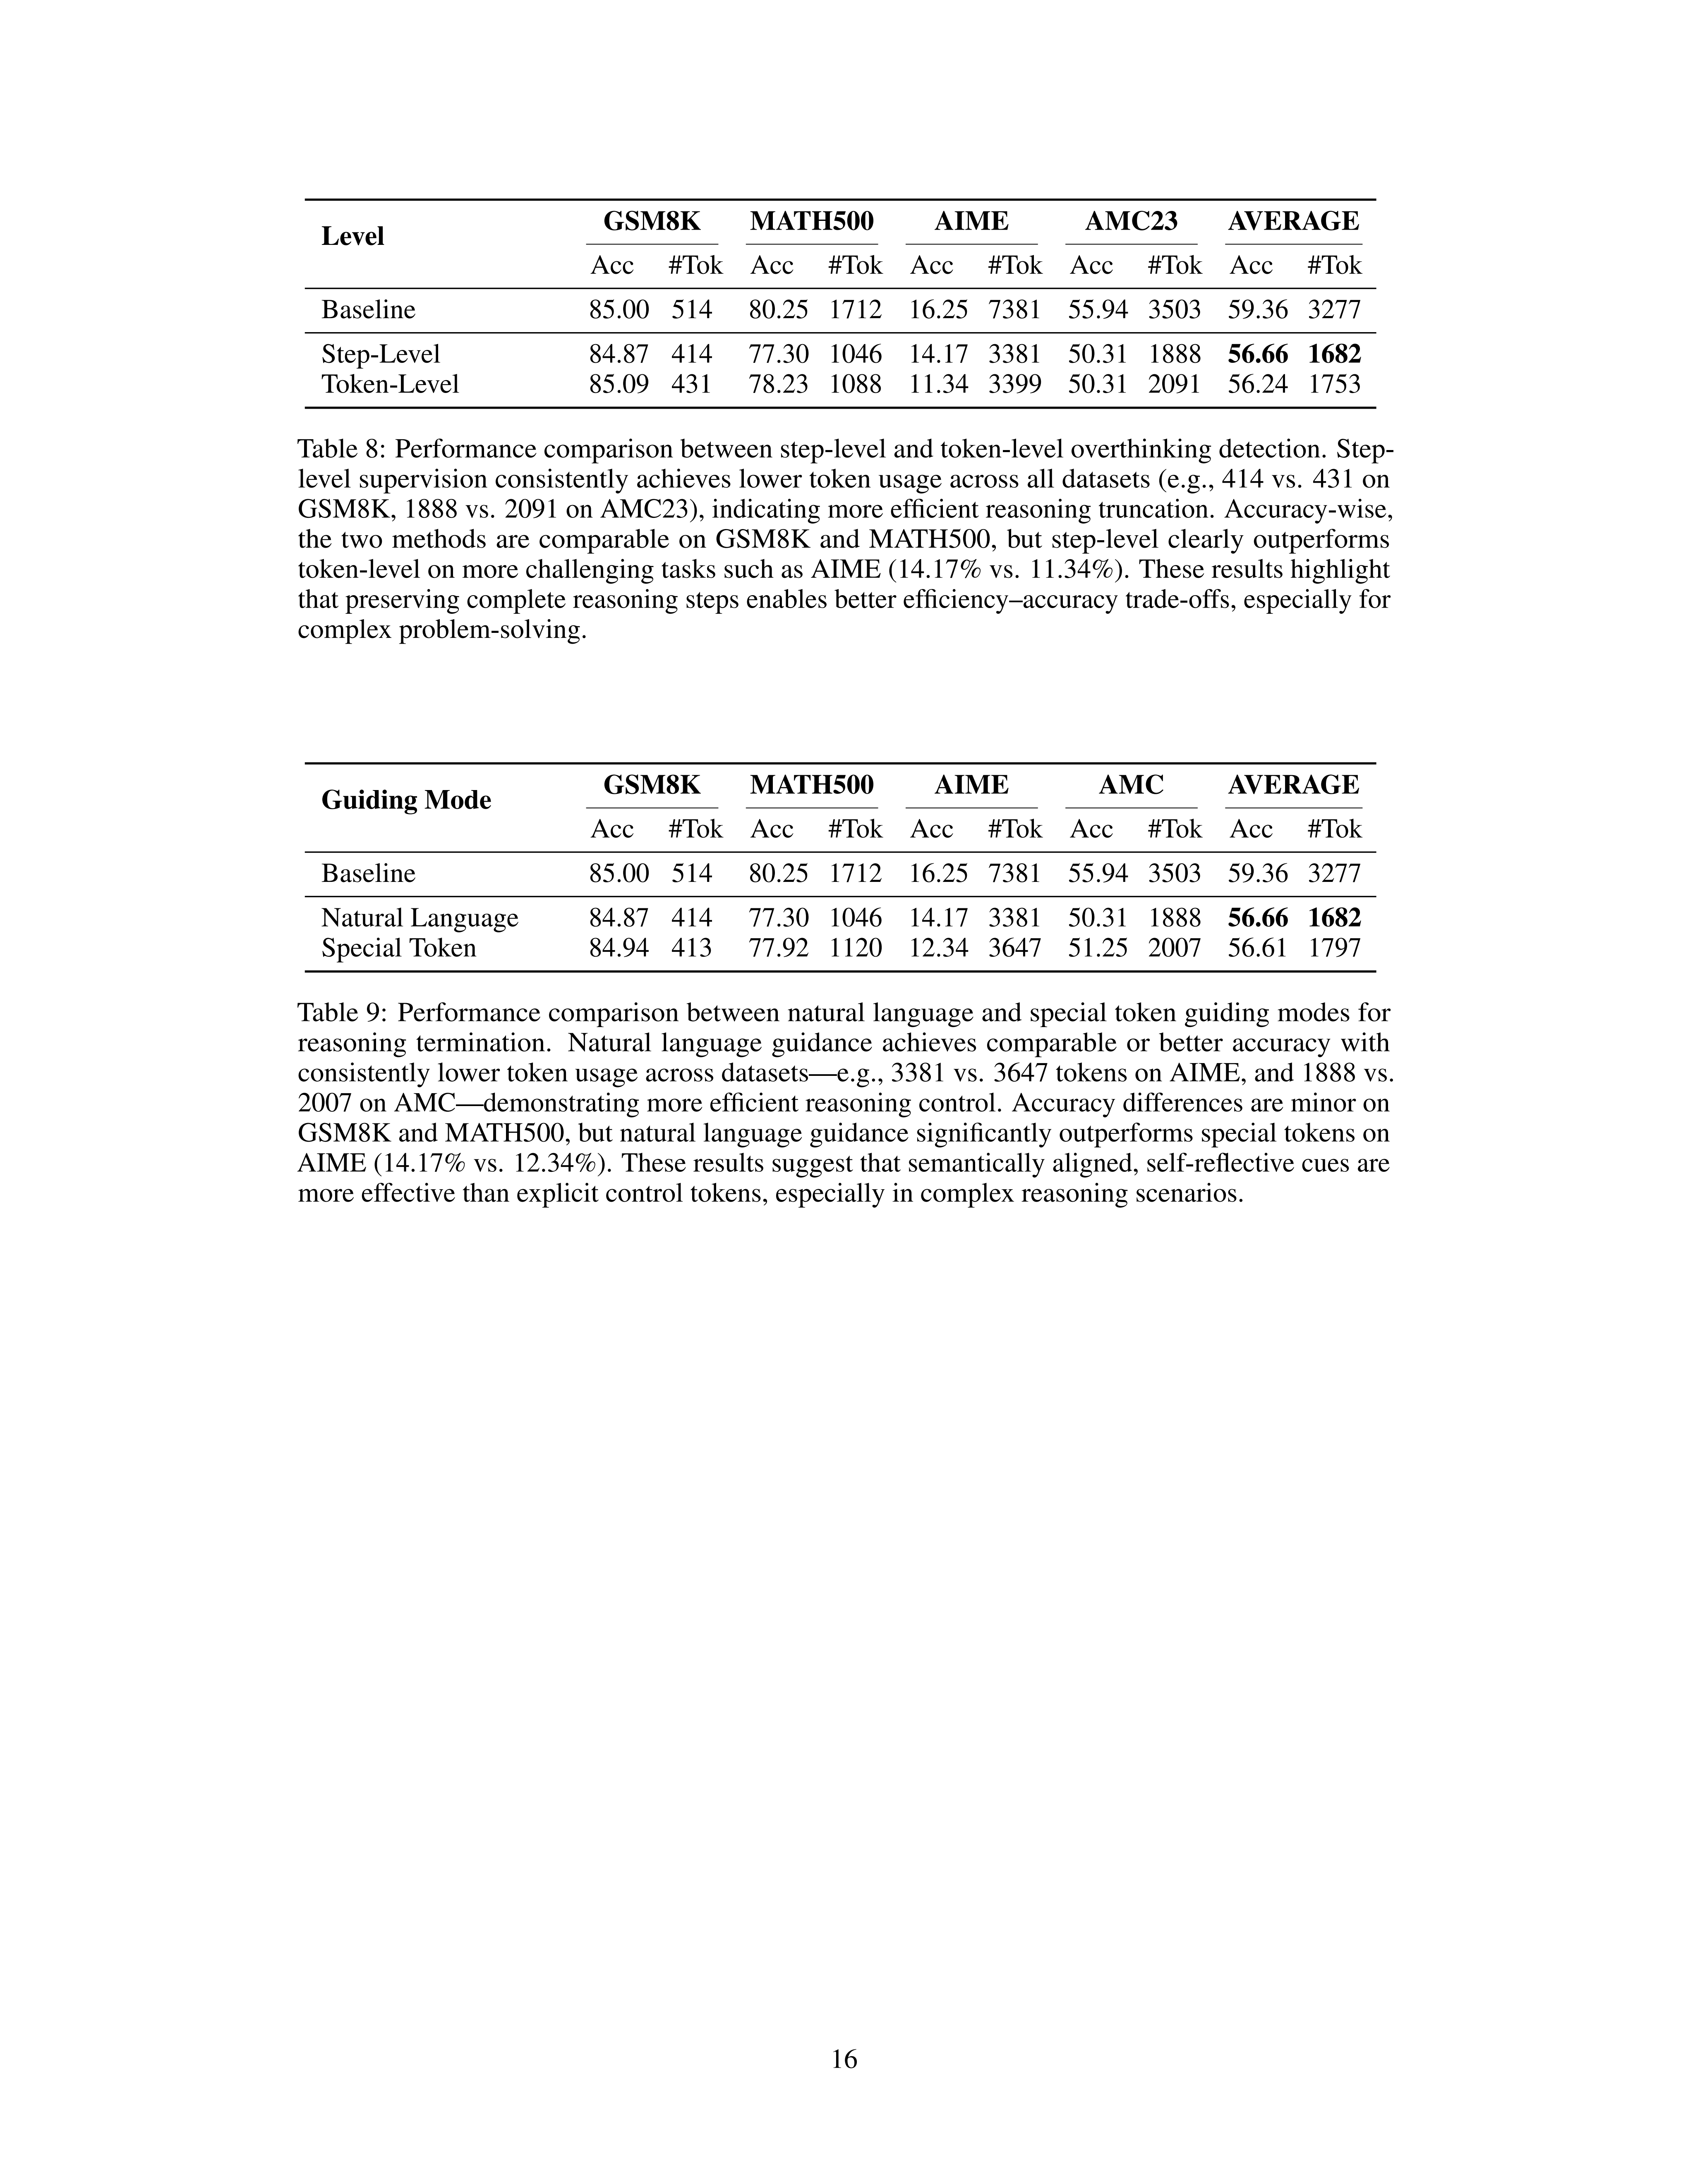 Level GSM8K MATH500 AIME AMC23 AVERAGE
Acc #Tok Acc #Tok Acc #Tok Acc #Tok Acc #Tok
Baseline 85.00 514 80.25 1712 16.25 7381 55.94 3503 59.36 3277
Step-Level 84.87 414 77.30 1046 14.17 3381 50.31 1888 56.66 1682
Token-Level 85.09 431 78.23 1088 11.34 3399 50.31 2091 56.24 1753
Table 8: Performance comparison between step-level and token-level overthinking detection. Step-
level supervision consistently achieves lower token usage across all datasets (e.g., 414 vs. 431 on
GSM8K, 1888 vs. 2091 on AMC23), indicating more efficient reasoning truncation. Accuracy-wise,
the two methods are comparable on GSM8K and MATH500, but step-level clearly outperforms
token-level on more challenging tasks such as AIME (14.17% vs. 11.34%). These results highlight
that preserving complete reasoning steps enables better efficiency–accuracy trade-offs, especially for
complex problem-solving.
Guiding Mode GSM8K MATH500 AIME AMC AVERAGE
Acc #Tok Acc #Tok Acc #Tok Acc #Tok Acc #Tok
Baseline 85.00 514 80.25 1712 16.25 7381 55.94 3503 59.36 3277
Natural Language 84.87 414 77.30 1046 14.17 3381 50.31 1888 56.66 1682
Special Token 84.94 413 77.92 1120 12.34 3647 51.25 2007 56.61 1797
Table 9: Performance comparison between natural language and special token guiding modes for
reasoning termination. Natural language guidance achieves comparable or better accuracy with
consistently lower token usage across datasets—e.g., 3381 vs. 3647 tokens on AIME, and 1888 vs.
2007 on AMC—demonstrating more efficient reasoning control. Accuracy differences are minor on
GSM8K and MATH500, but natural language guidance significantly outperforms special tokens on
AIME (14.17% vs. 12.34%). These results suggest that semantically aligned, self-reflective cues are
more effective than explicit control tokens, especially in complex reasoning scenarios.
16